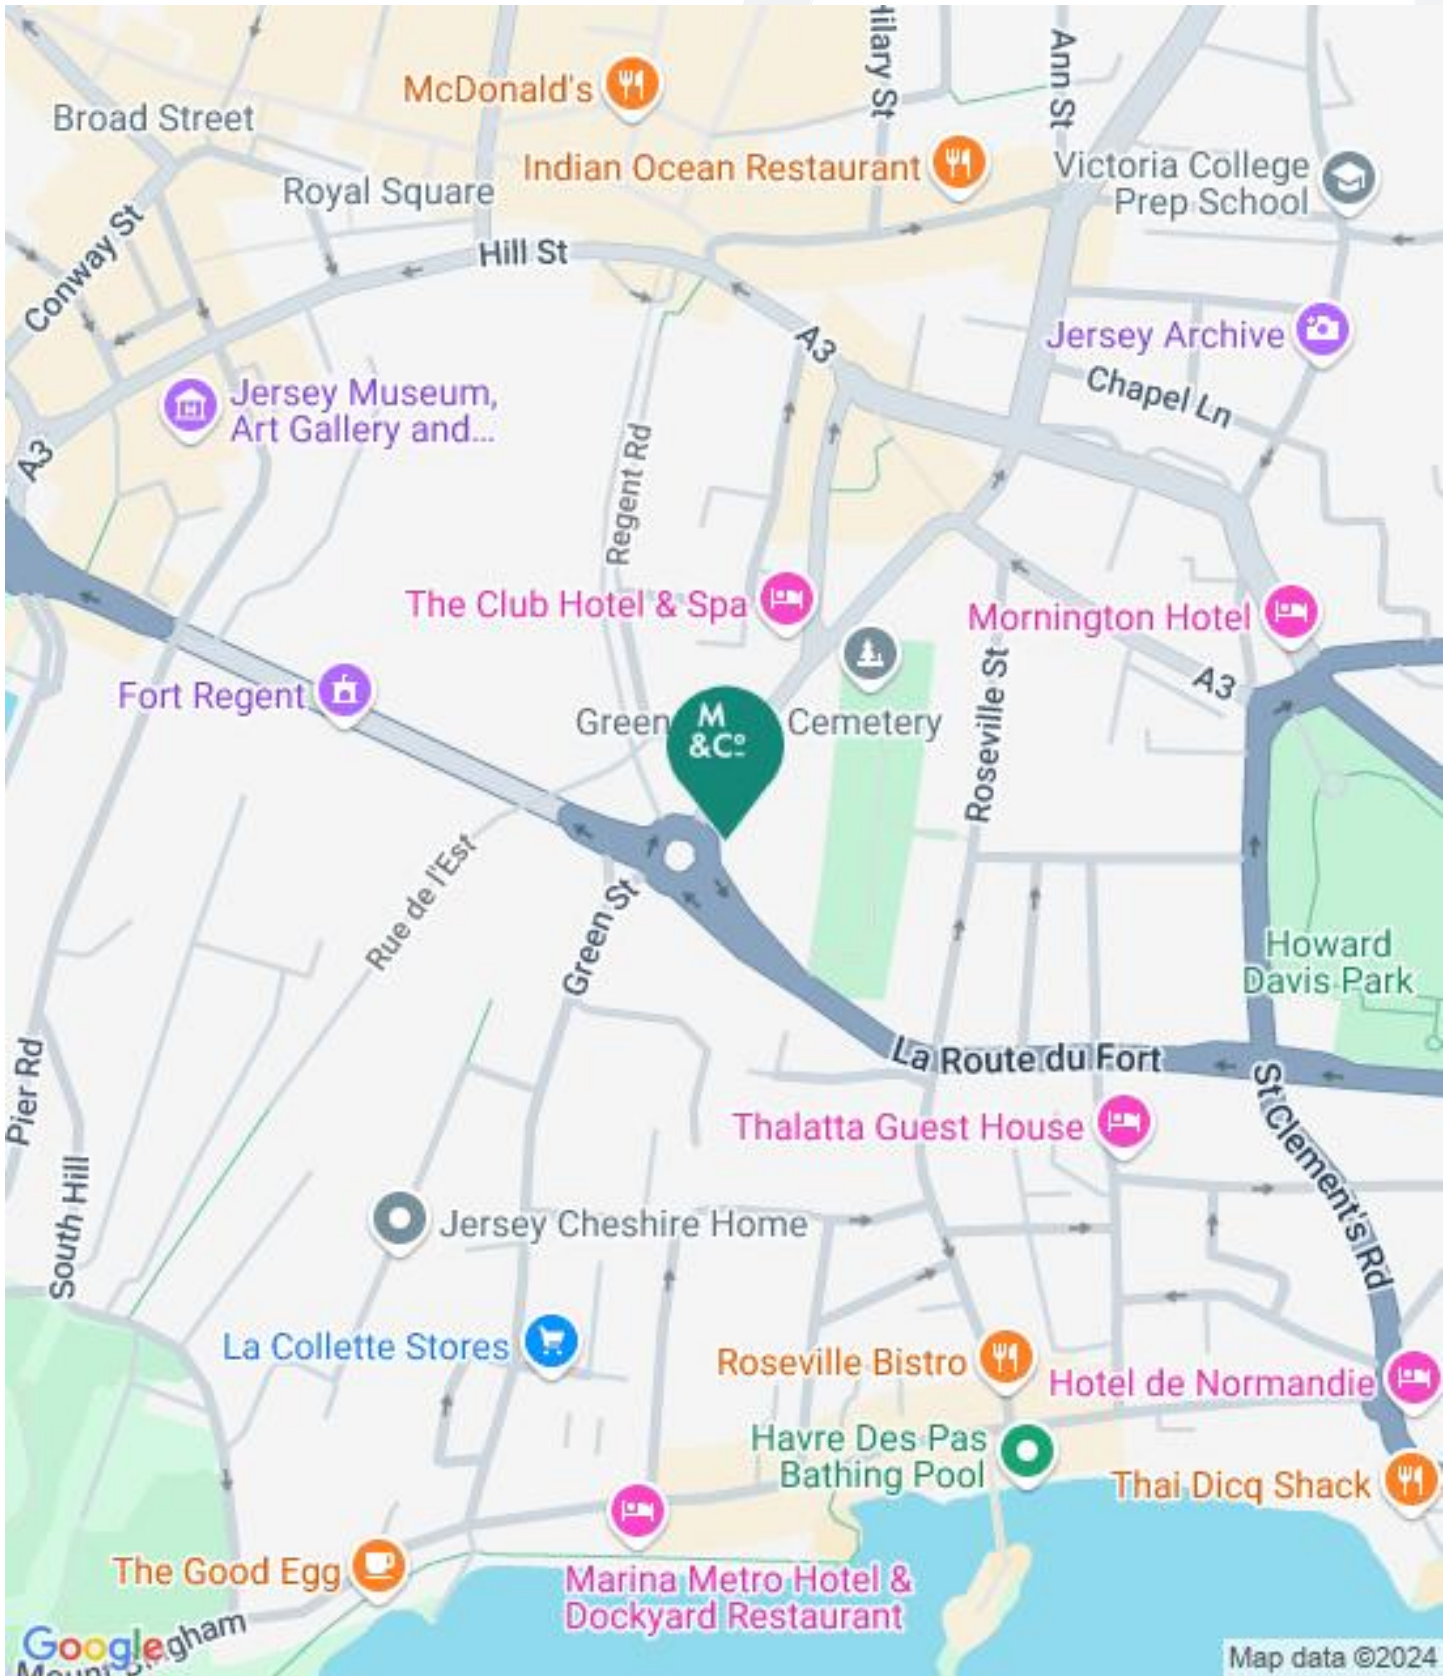 Hilary St
Ann St
McDonald's
Broad Street
Indian Ocean Restaurant
Victoria College
Prep School
Royal Square
Conway St
Hill St
A3
Jersey Archive
Chapel Ln
Jersey Museum,
Art Gallery and...
A3
Regent Rd
The Club Hotel & Spa
Mornington Hotel
Roseville St
A3
Fort Regent
Green
Cemetery
M
&Cº
Rue de l'Est
Green St
Howard
Davis Park
Pier Rd
La Route du Fort
St Clement's Rd
Thalatta Guest House
South Hill
Jersey Cheshire Home
La Collette Stores
Roseville Bistro
Hotel de Normandie
Havre Des Pas
Bathing Pool
Thai Dicq Shack
The Good Egg
Marina Metro Hotel &
Dockyard Restaurant
Google
Map data ©2024